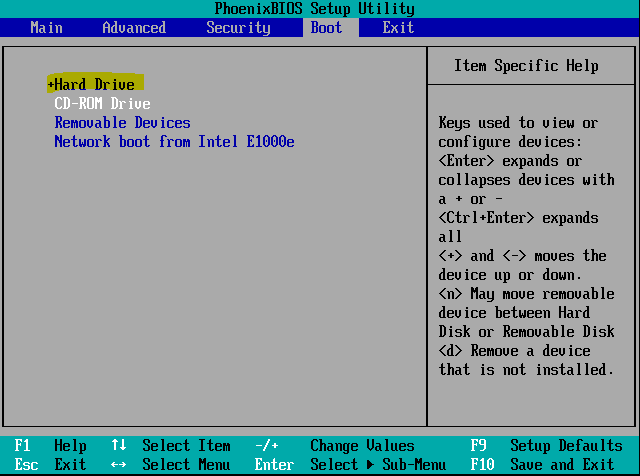 PhoenixBIOS Setup Utility
Main Advanced Security Boot Exit
+Hard Drive
CD-ROM Drive
Removable Devices
Network boot from Intel E1000e
Item Specific Help
Keys used to view or
configure devices:
<Enter> expands or
collapses devices with
a + or -
<Ctrl+Enter> expands
all
<+> and <-> moves the
device up or down.
<n> May move removable
device between Hard
Disk or Removable Disk
<d> Remove a device
that is not installed.
F1 Help ↑↓ Select Item -/+ Change Values F9 Setup Defaults
Esc Exit ↔ Select Menu Enter Select ▶ Sub-Menu F10 Save and Exit